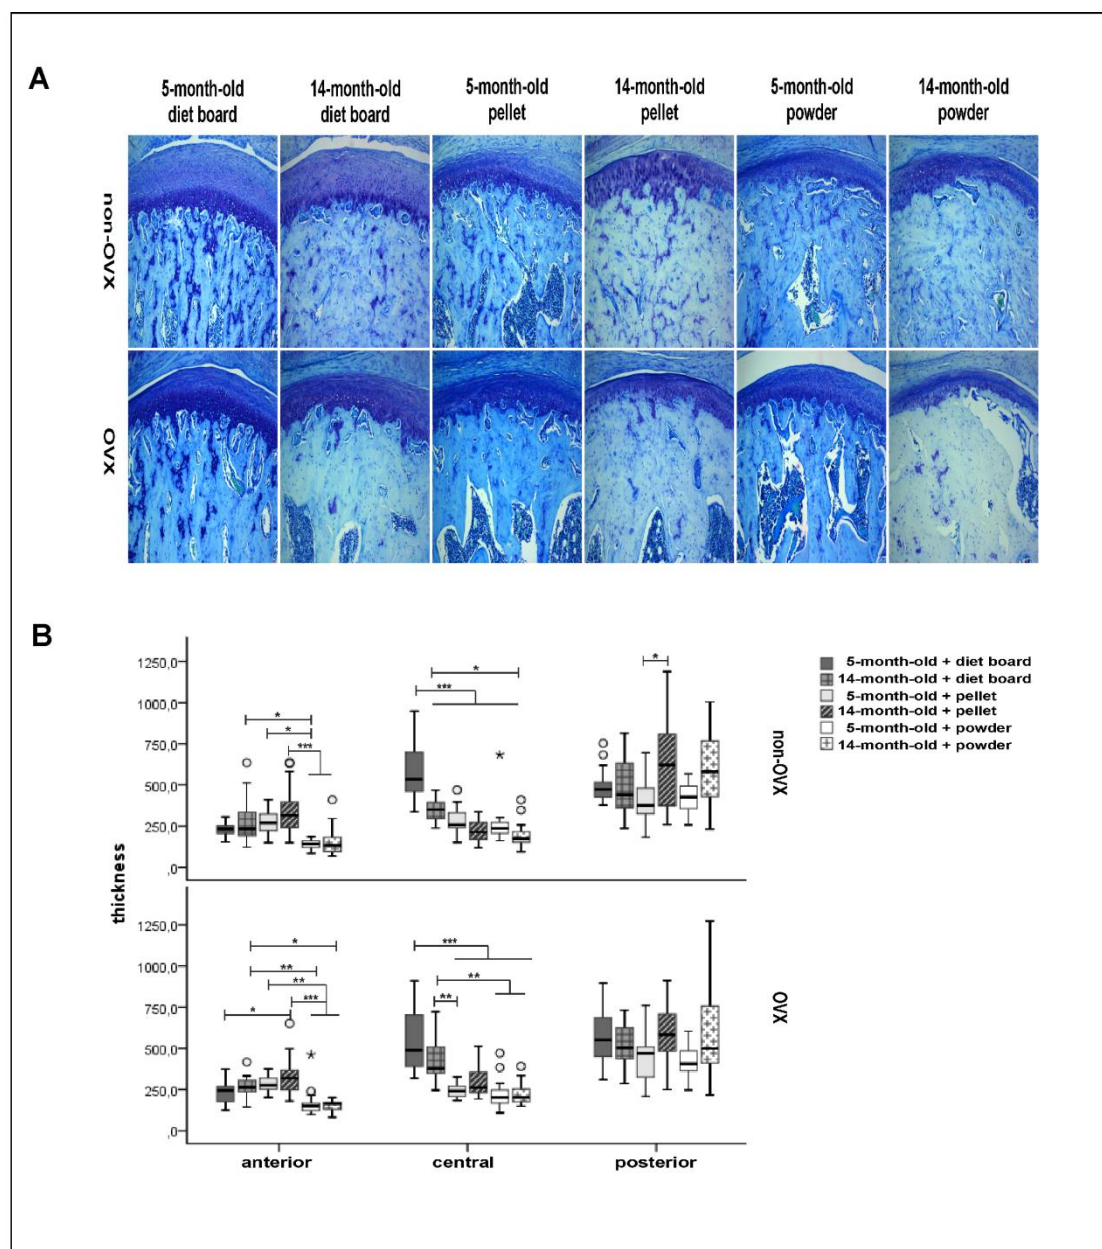 A
5-month-old
diet board
14-month-old
diet board
5-month-old
pellet
14-month-old
pellet
5-month-old
powder
14-month-old
powder
non-OVX
OVX
B
1250,0
1000,0
750,0
500,0
250,0
,0
* * *** * *** *
non-OVX
5-month-old + diet board
14-month-old + diet board
5-month-old + pellet
14-month-old + pellet
5-month-old + powder
14-month-old + powder
thickness
1250,0
1000,0
750,0
500,0
250,0
,0
* ** ** *** * *** ** **
OVX
anterior
central
posterior